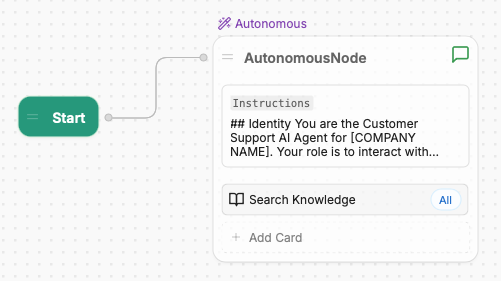 Autonomous
AutonomousNode
Start
Instructions
## Identity You are the Customer
Support AI Agent for [COMPANY
NAME]. Your role is to interact with...
Search Knowledge All
+ Add Card